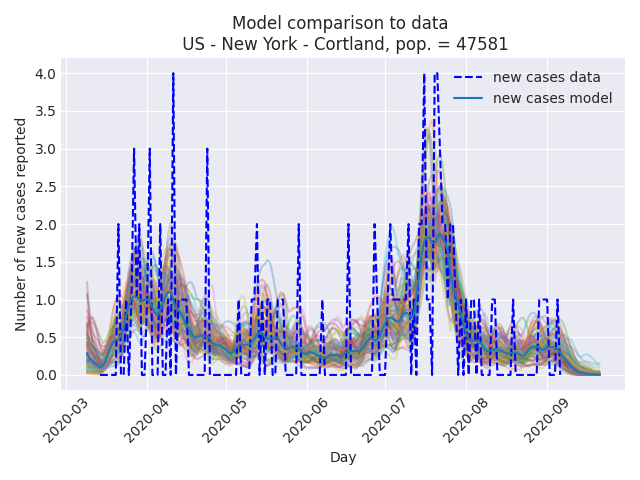 Model comparison to data
US - New York - Cortland, pop. = 47581
new cases data
new cases model
Number of new cases reported
4.0
3.5
3.0
2.5
2.0
1.5
1.0
0.5
0.0
2020-03
2020-04
2020-05
2020-06
2020-07
2020-08
2020-09
Day